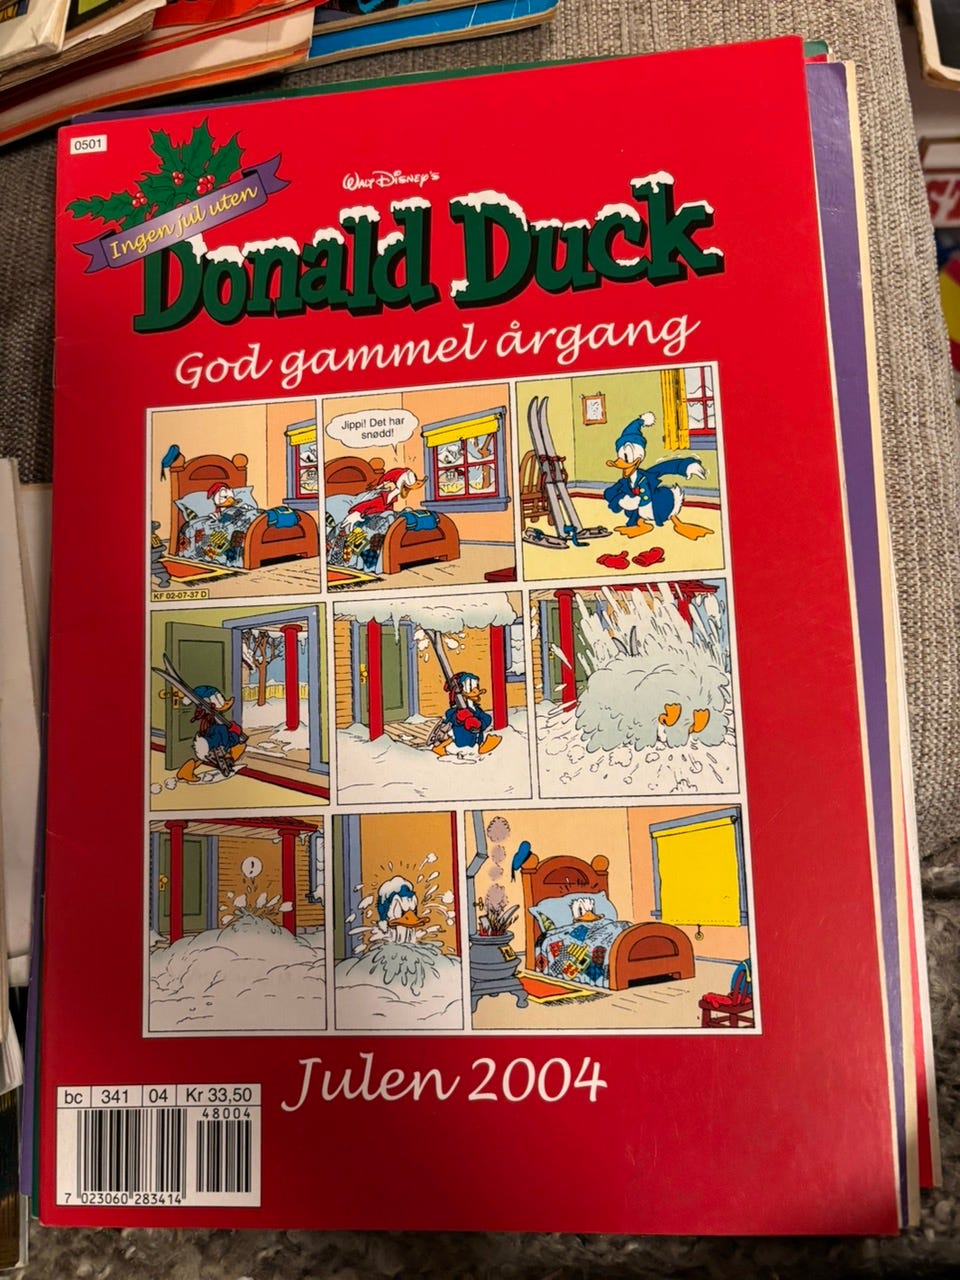 0501
Ingen jul uten
Walt Disney's
Donald Duck
God gammel årgang
Jippi! Det har
snødd!
KF 02-07-37 D
?
Julen 2004
bc 341 04 Kr 33,50
48004
7 023060 283414